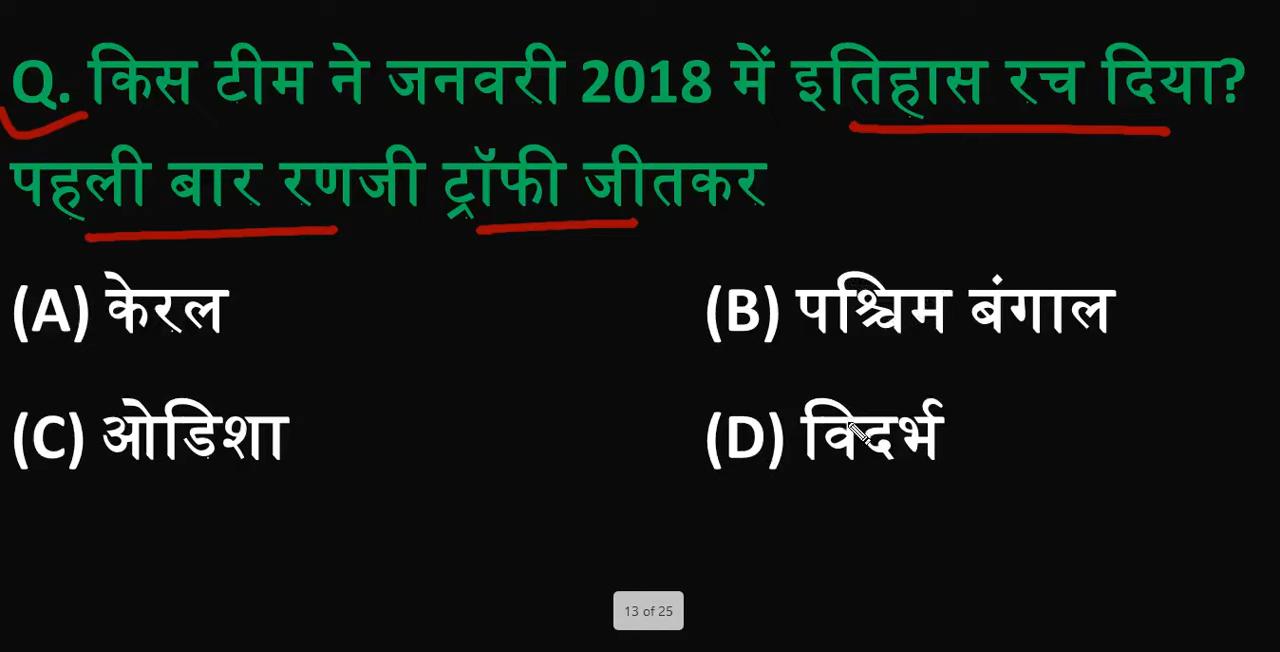 Q. किस टीम ने जनवरी 2018 में इतिहास रच दिया?
पहली बार रणजी ट्रॉफी जीतकर
(A) केरल (B) पश्चिम बंगाल
(C) ओडिशा (D) विदर्भ
13 of 25